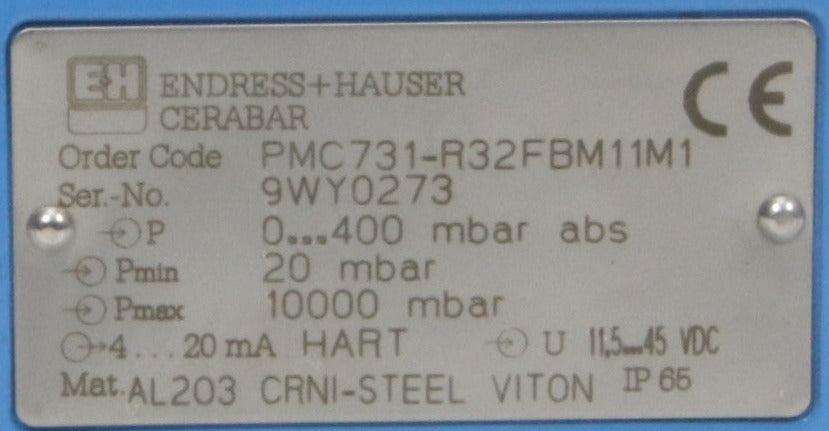 E+H ENDRESS+HAUSER
CERABAR
CE
Order Code PMC731-R32FBM11M1
Ser.-No. 9WY0273
P 0...400 mbar abs
Pmin 20 mbar
Pmax 10000 mbar
4...20 mA HART U 11,5...45 VDC
Mat. AL203 CRNI-STEEL VITON IP 65